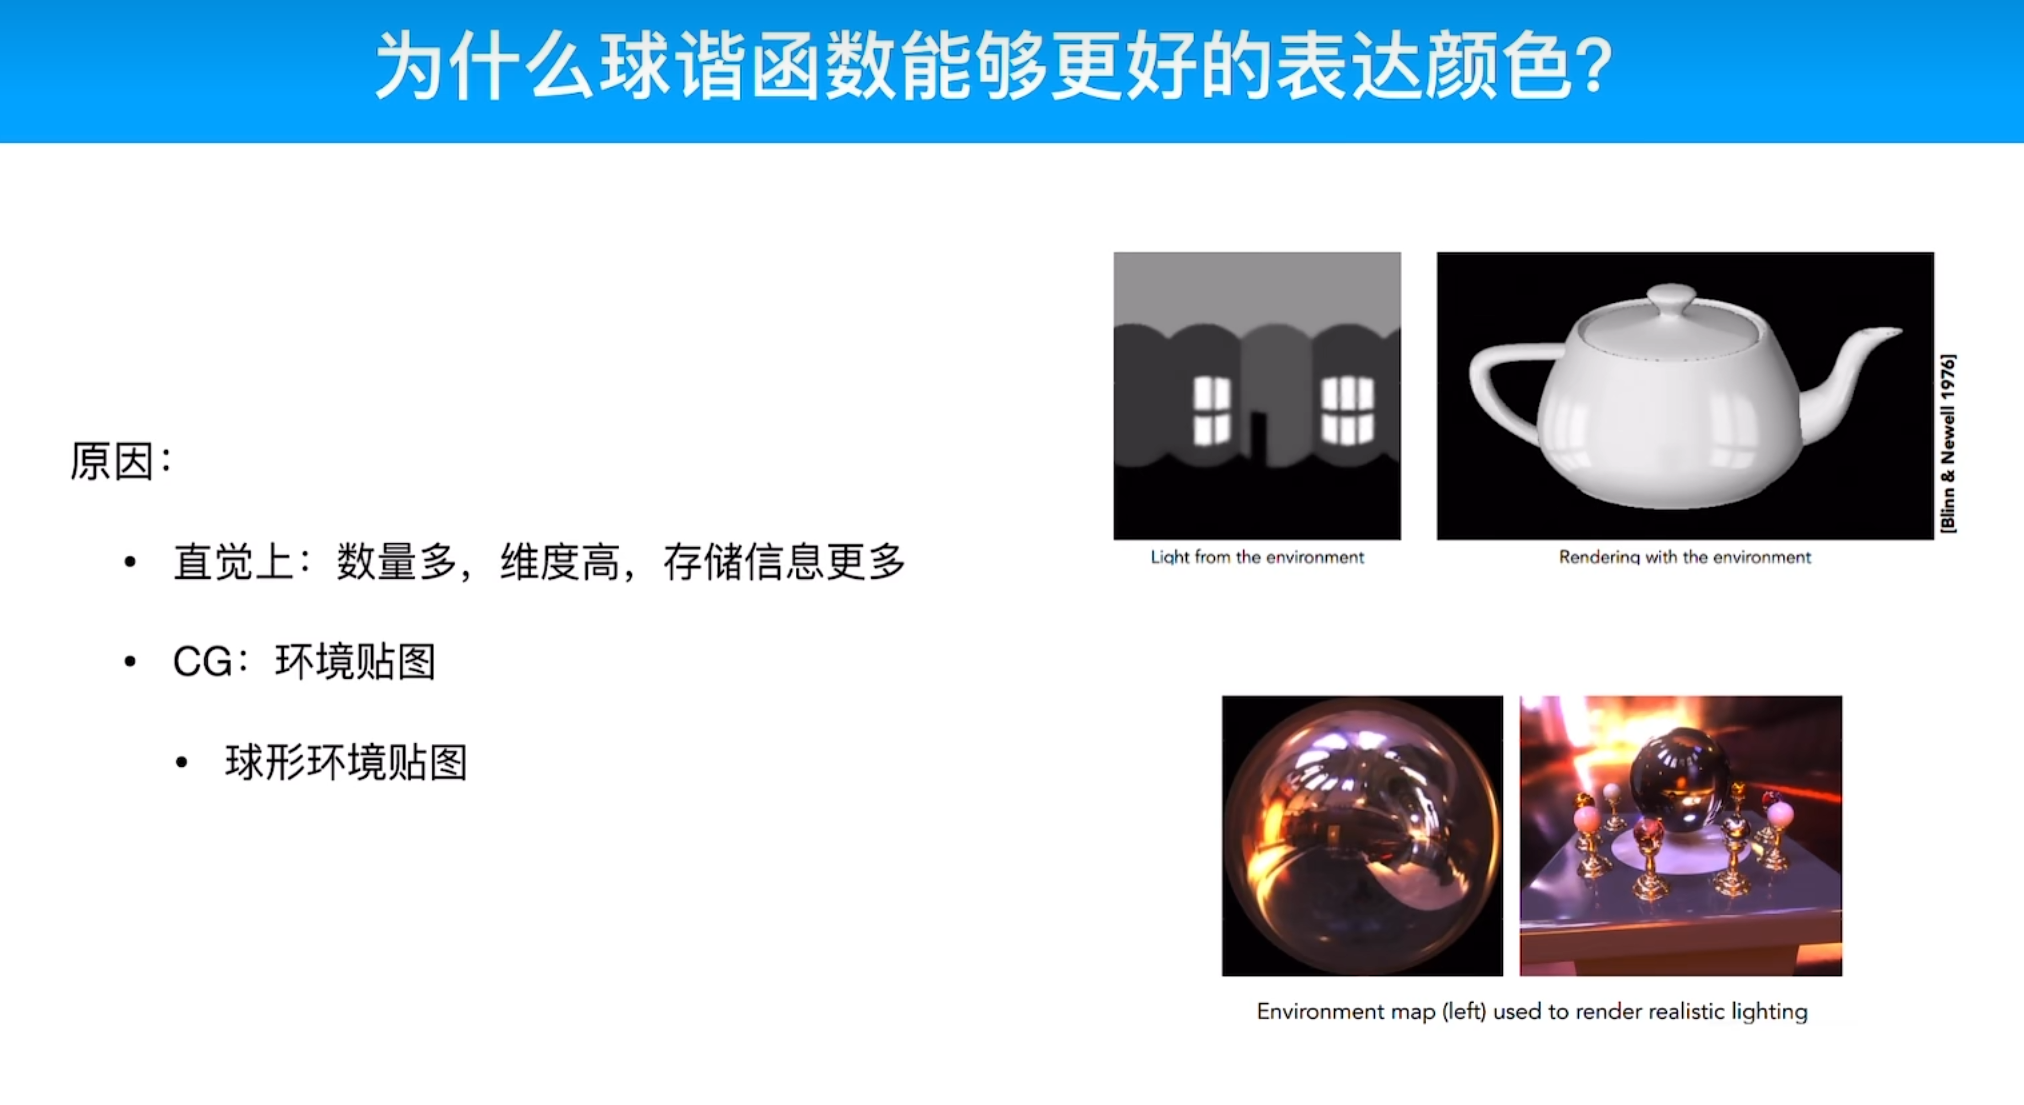 为什么球谐函数能够更好的表达颜色?
原因：
• 直觉上：数量多，维度高，存储信息更多
• CG：环境贴图
• 球形环境贴图
Light from the environment
Rendering with the environment
[Blinn & Newell 1976]
Environment map (left) used to render realistic lighting